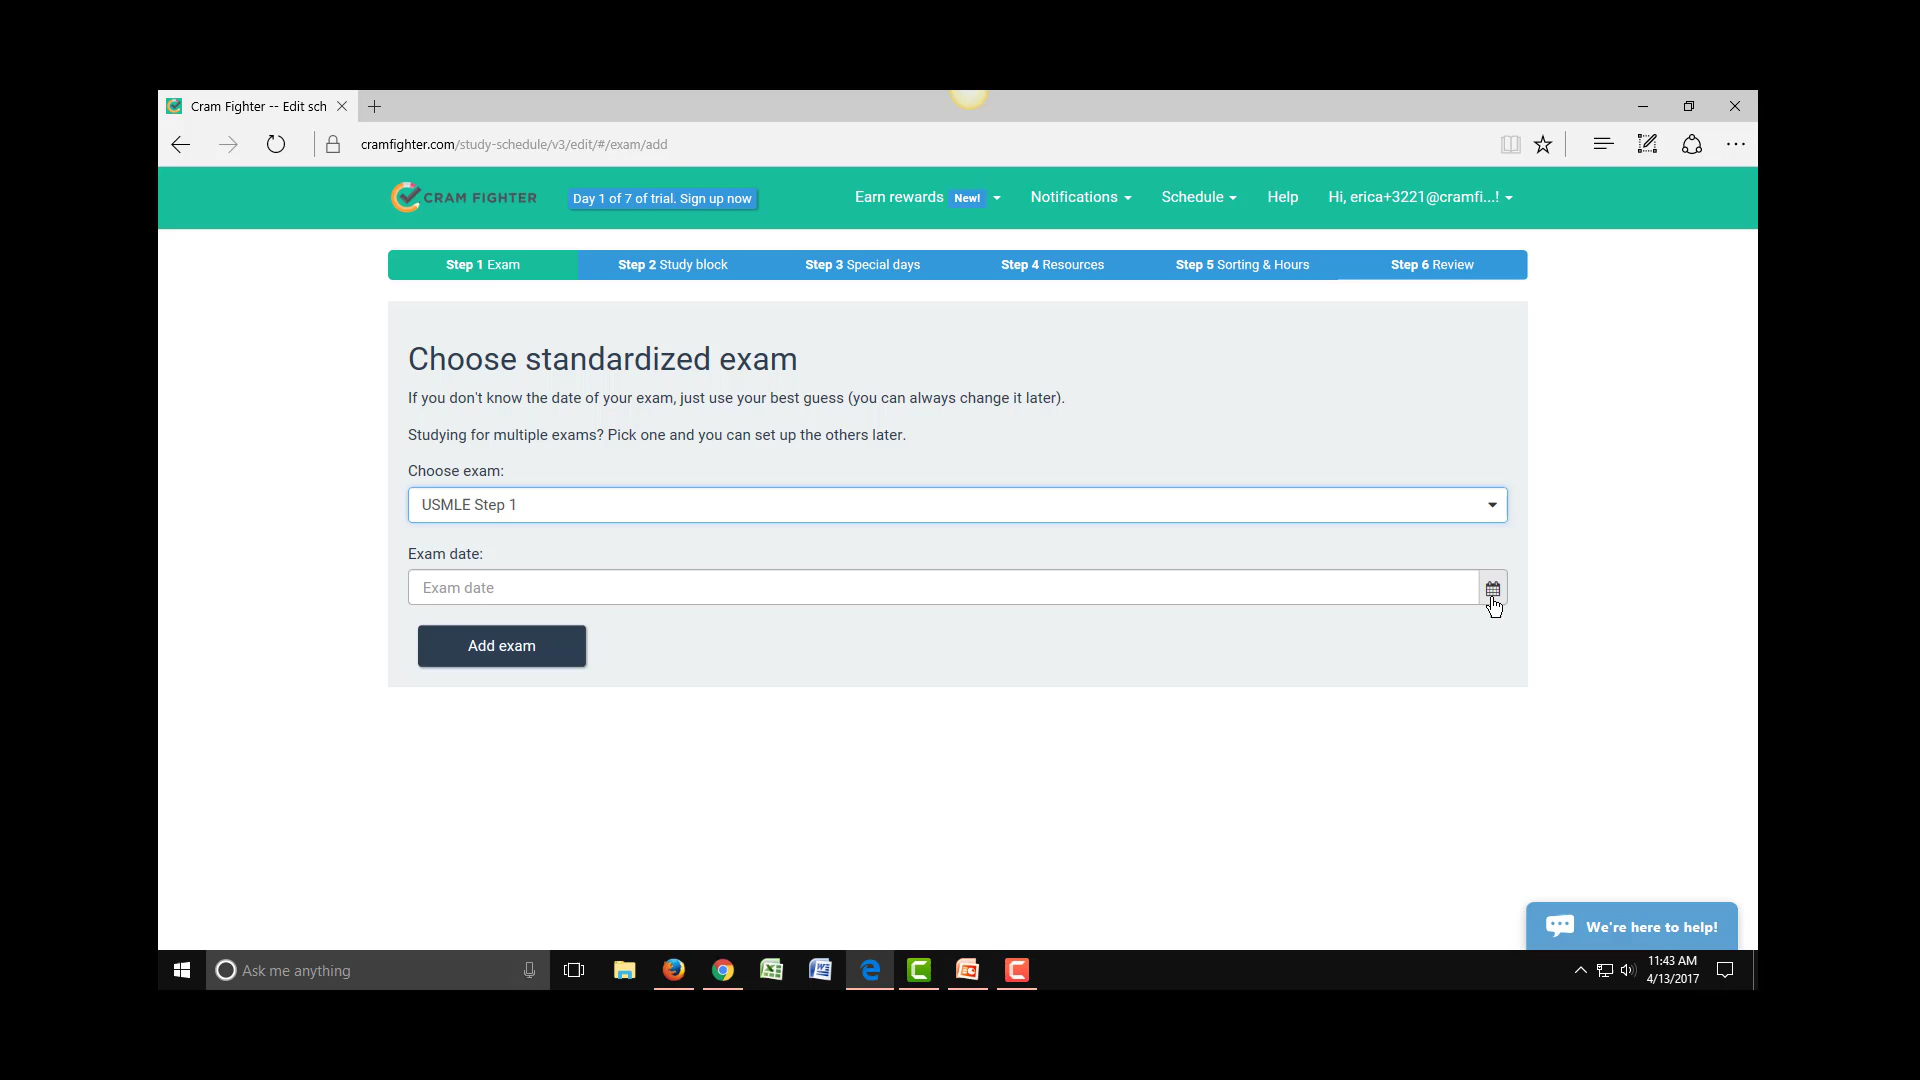 Cram Fighter -- Edit sch
cramfighter.com/study-schedule/v3/edit/#/exam/add
CRAM FIGHTER
Day 1 of 7 of trial. Sign up now
Earn rewards New!
Notifications
Schedule
Help
Hi, erica+3221@cramfi...!
Step 1 Exam
Step 2 Study block
Step 3 Special days
Step 4 Resources
Step 5 Sorting & Hours
Step 6 Review
Choose standardized exam
If you don't know the date of your exam, just use your best guess (you can always change it later).
Studying for multiple exams? Pick one and you can set up the others later.
Choose exam:
USMLE Step 1
Exam date:
Exam date
Add exam
We're here to help!
Ask me anything
11:43 AM
4/13/2017